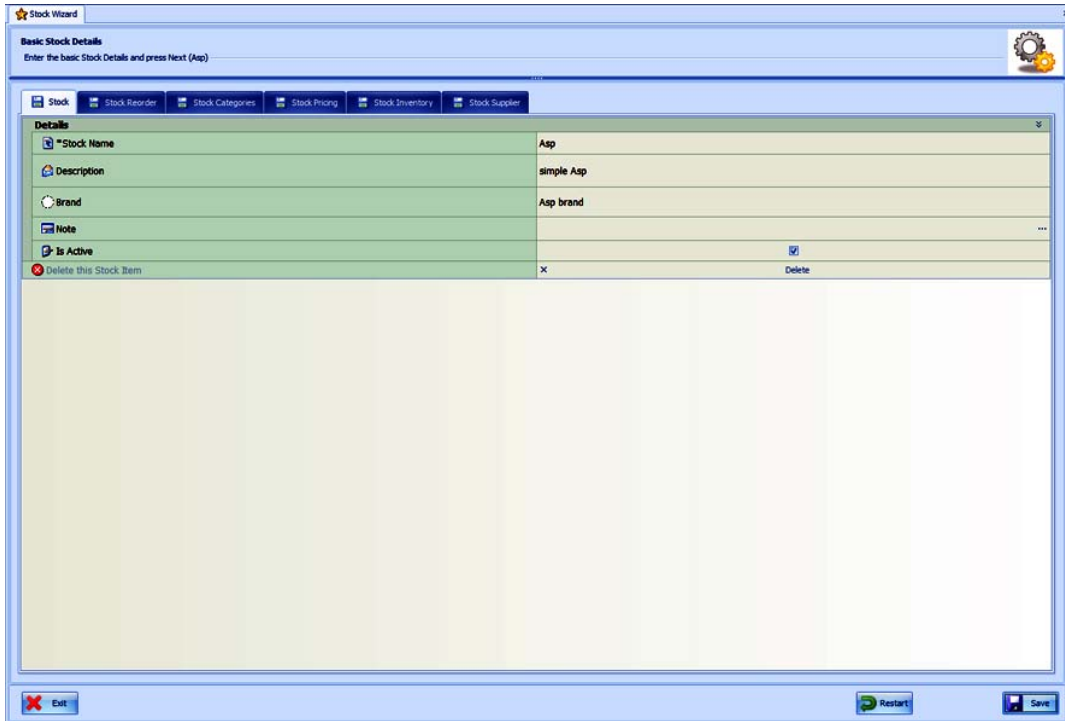 Stock Wizard
Basic Stock Details
Enter the basic Stock Details and press Next (Asp)
Stock Stock Reorder Stock Categories Stock Pricing Stock Inventory Stock Supplier
Details
*Stock Name Asp
Description simple Asp
Brand Asp brand
Note ...
Is Active
Delete this Stock Item Delete
Exit Restart Save